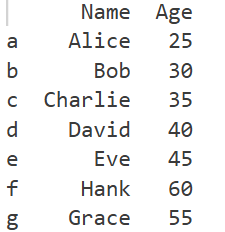 Name Age
a Alice 25
b Bob 30
c Charlie 35
d David 40
e Eve 45
f Hank 60
g Grace 55